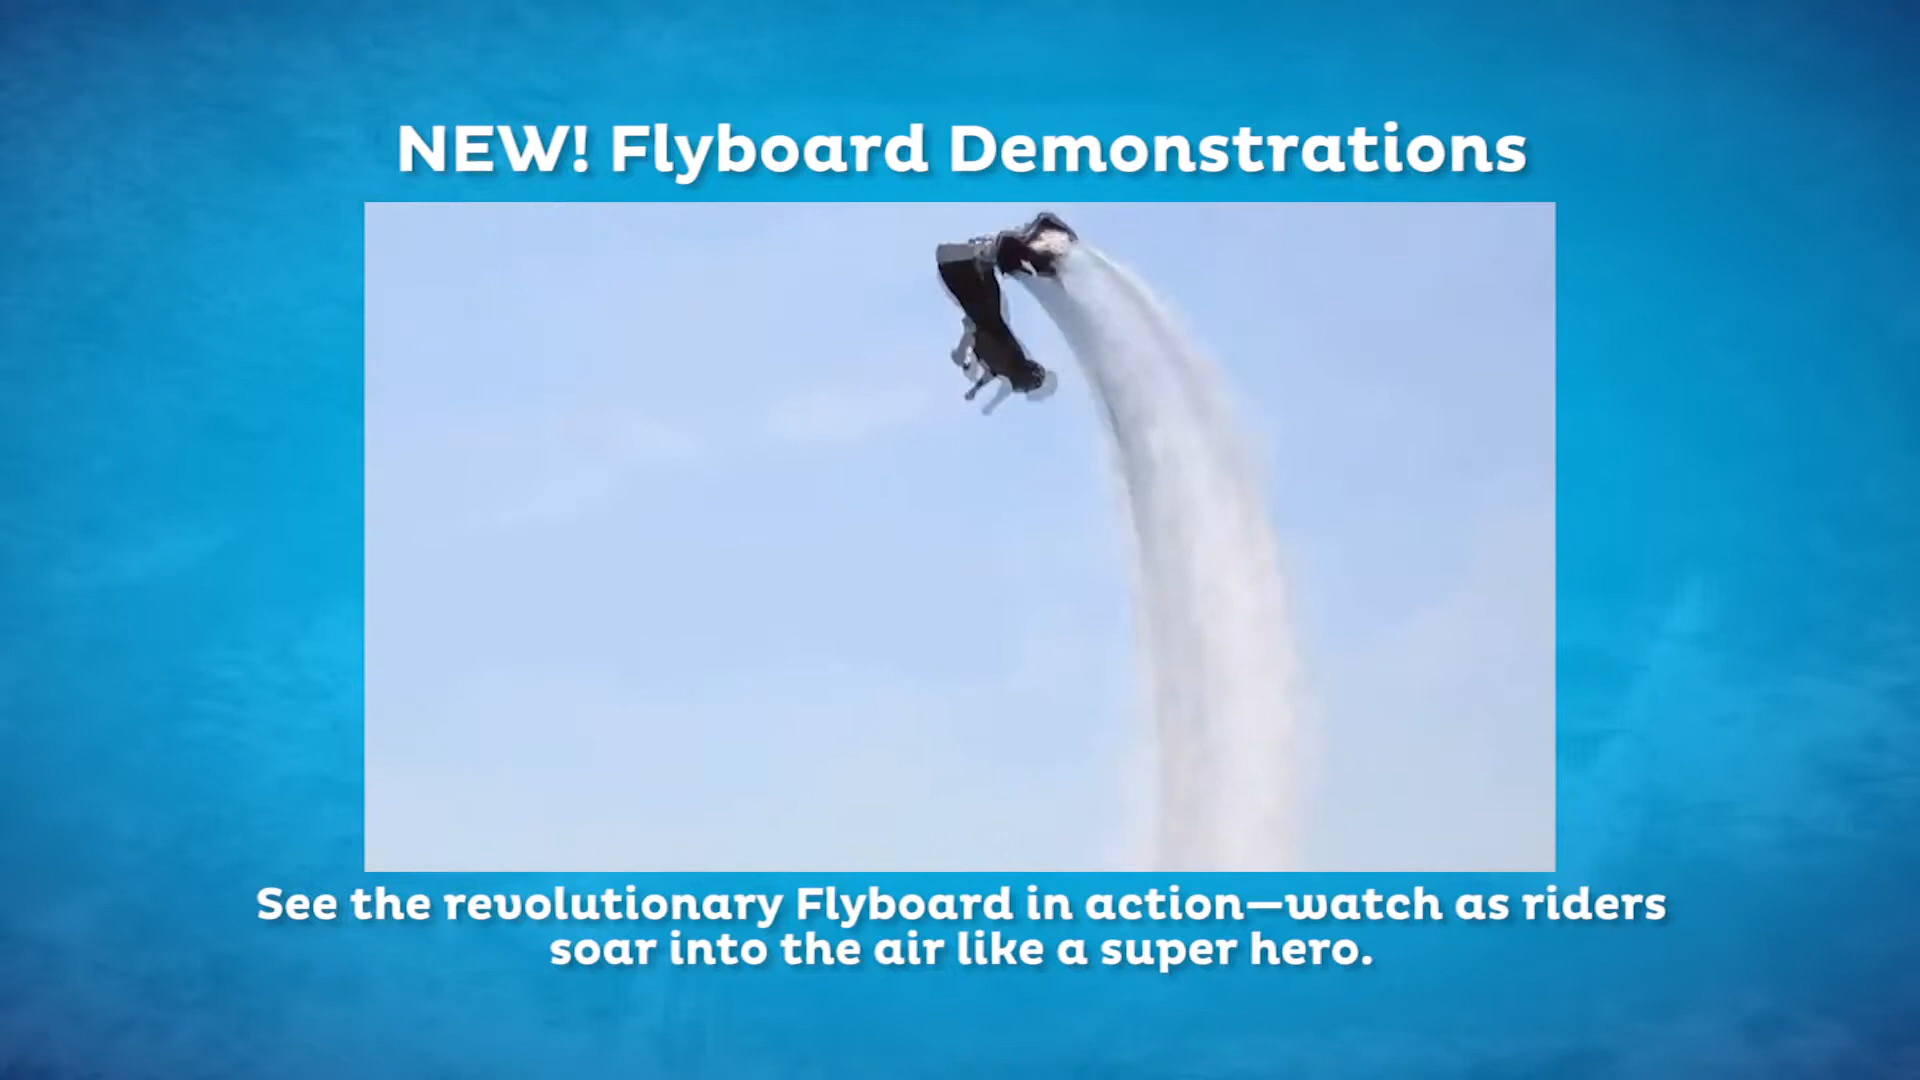 NEW! Flyboard Demonstrations
See the revolutionary Flyboard in action—watch as riders
soar into the air like a super hero.